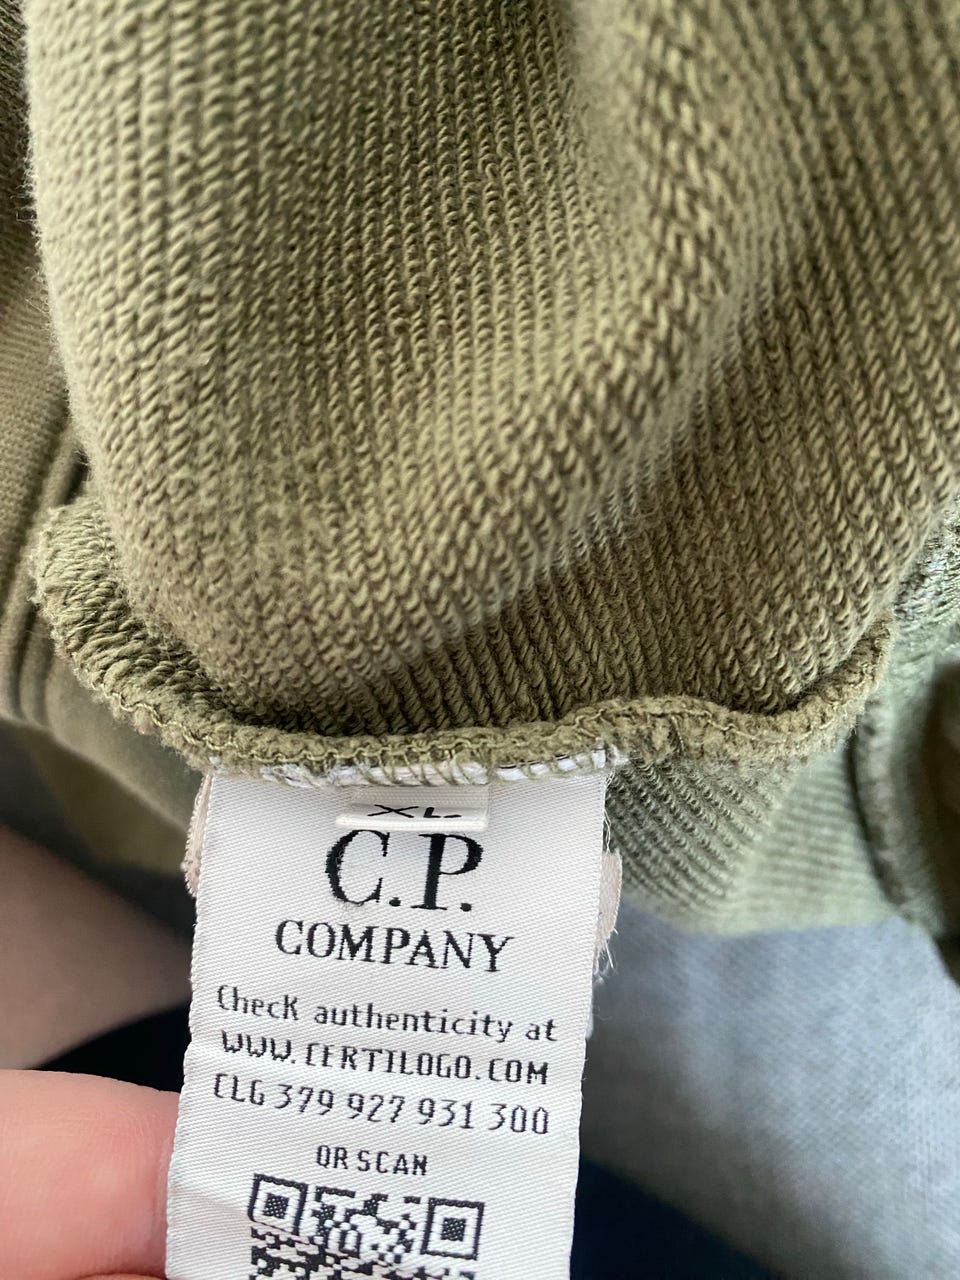 XL
C.P.
COMPANY
Check authenticity at
WWW.CERTILOGO.COM
CLG 379 927 931 300
OR SCAN